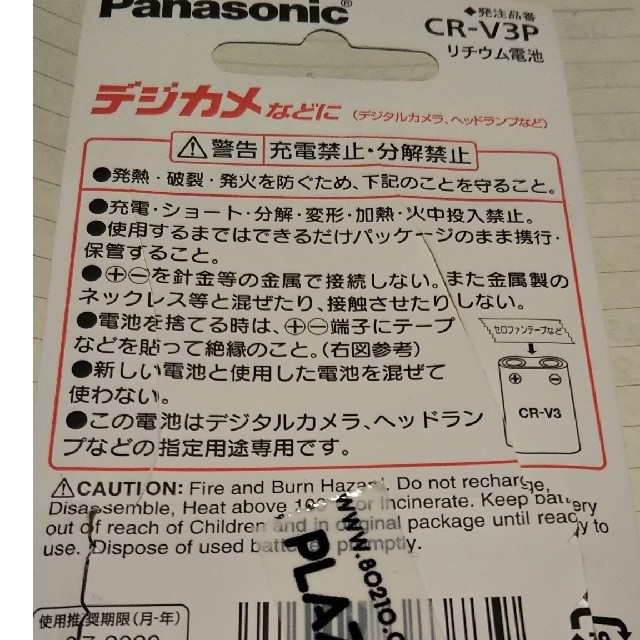 Panasonic®
◆発注品番
CR-V3P
リチウム電池
デジカメなどに (デジタルカメラ、ヘッドランプなど)
⚠警告 充電禁止・分解禁止
●発熱・破裂・発火を防ぐため、下記のことを守ること。
●充電・ショート・分解・変形・加熱・火中投入禁止。
●使用するまではできるだけパッケージのまま携行・
保管すること。
●⊕⊖を針金等の金属で接続しない。また金属製の
ネックレス等と混ぜたり、接触させたりしない。
●電池を捨てる時は、⊕⊖端子にテープ
などを貼って絶縁のこと。(右図参考)
セロファンテープなど
●新しい電池と使用した電池を混ぜて
使わない。
⊕ ⊖
CR-V3
●この電池はデジタルカメラ、ヘッドラン
プなどの指定用途専用です。
⚠CAUTION: Fire and Burn Hazard. Do not recharge,
Disassemble, Heat above or Incinerate. Keep battery
out of reach of Children and in original package until ready to
use. Dispose of used promptly.
WWW.80210.
PLAZ
使用推奨期限(月-年)